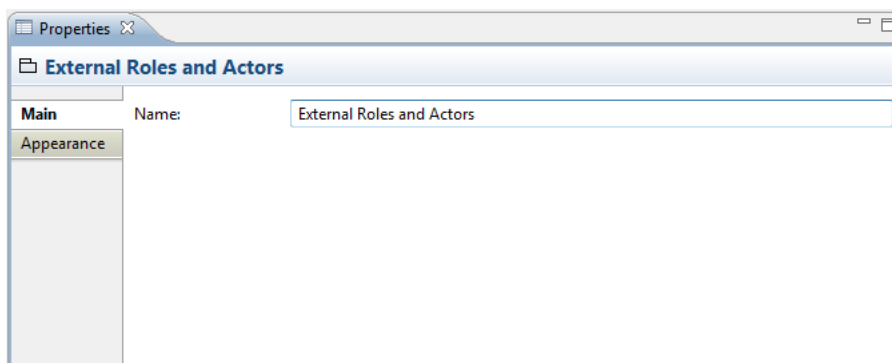 Properties
External Roles and Actors
Main
Name:
External Roles and Actors
Appearance